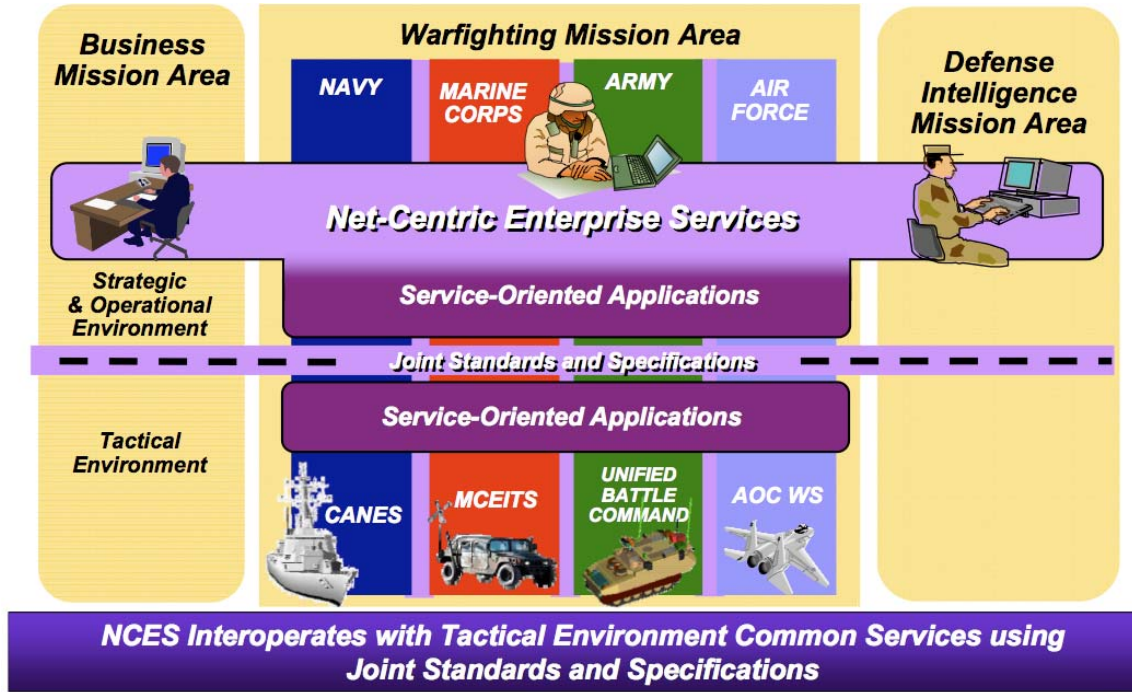 Business
Mission Area
Warfighting Mission Area
Defense
Intelligence
Mission Area
NAVY
MARINE
CORPS
ARMY
AIR
FORCE
Net-Centric Enterprise Services
Strategic
& Operational
Environment
Service-Oriented Applications
Joint Standards and Specifications
Service-Oriented Applications
Tactical
Environment
CANES
MCEITS
UNIFIED
BATTLE
COMMAND
AOC WS
NCES Interoperates with Tactical Environment Common Services using
Joint Standards and Specifications